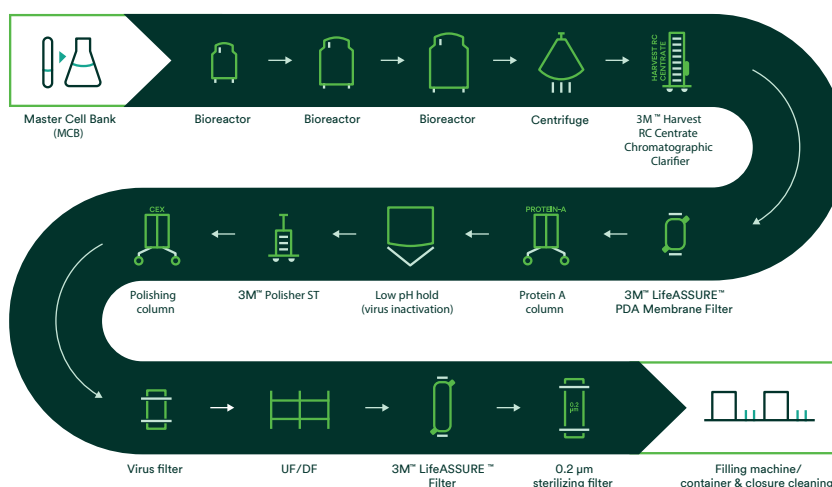 HARVEST RC
CENTRATE
Master Cell Bank
(MCB)
Bioreactor
Bioreactor
Bioreactor
Centrifuge
3M™ Harvest
RC Centrate
Chromatographic
Clarifier
CEX
PROTEIN-A
Polishing
column
3M™ Polisher ST
Low pH hold
(virus inactivation)
Protein A
column
3M™ LifeASSURE™
PDA Membrane Filter
0.2
µm
Virus filter
UF/DF
3M™ LifeASSURE ™
Filter
0.2 µm
sterilizing filter
Filling machine/
container & closure cleaning